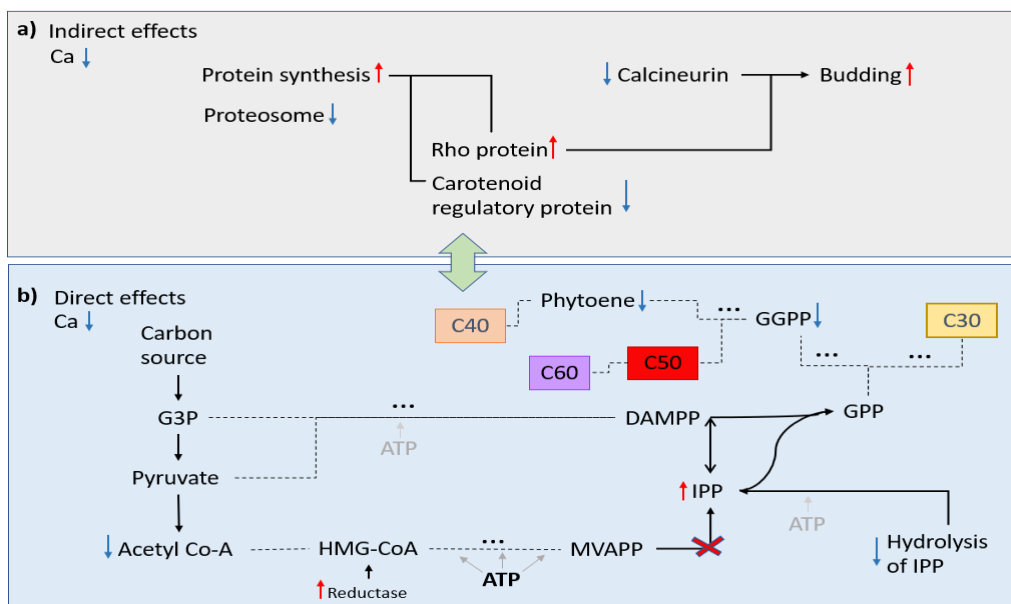 a) Indirect effects
Ca
Protein synthesis
Calcineurin
Budding
Proteosome
Rho protein
Carotenoid
regulatory protein
b) Direct effects
Ca
Phytoene
...
C40
GGPP
C30
Carbon
source
C60
C50
...
...
...
G3P
DAMPP
GPP
ATP
Pyruvate
IPP
ATP
Acetyl Co-A
HMG-CoA
...
MVAPP
Hydrolysis
of IPP
ATP
Reductase